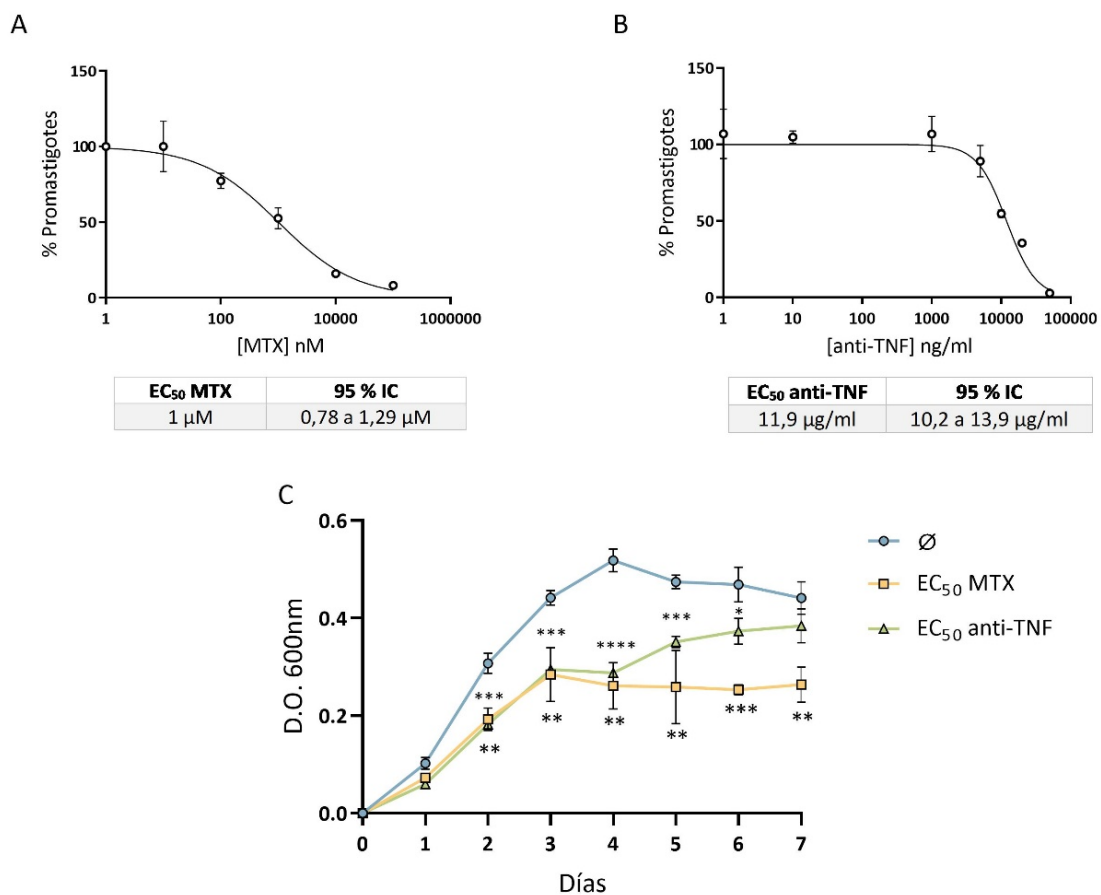 A
150
100
50
0
% Promastigotes
1
100
10000
1000000
[MTX] nM
EC₅₀ MTX 95 % IC
1 µM 0,78 a 1,29 µM
B
150
100
50
0
% Promastigotes
1
10
100
1000
10000
100000
[anti-TNF] ng/ml
EC₅₀ anti-TNF 95 % IC
11,9 µg/ml 10,2 a 13,9 µg/ml
C
0.6
0.4
0.2
0.0
D.O. 600nm
*** *** **** *** *
** ** ** ** *** **
0 1 2 3 4 5 6 7
Días
Ø
EC₅₀ MTX
EC₅₀ anti-TNF